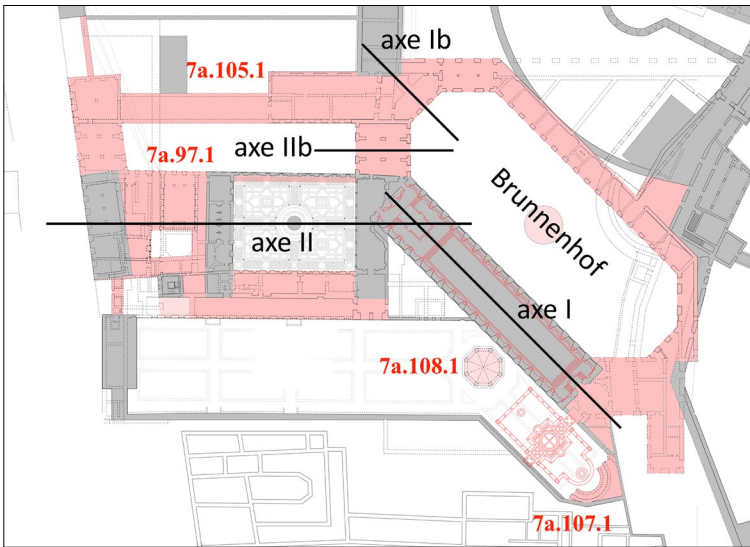 axe Ib
7a.105.1
axe IIb
7a.97.1
Brunnenhof
axe II
axe I
7a.108.1
7a.107.1